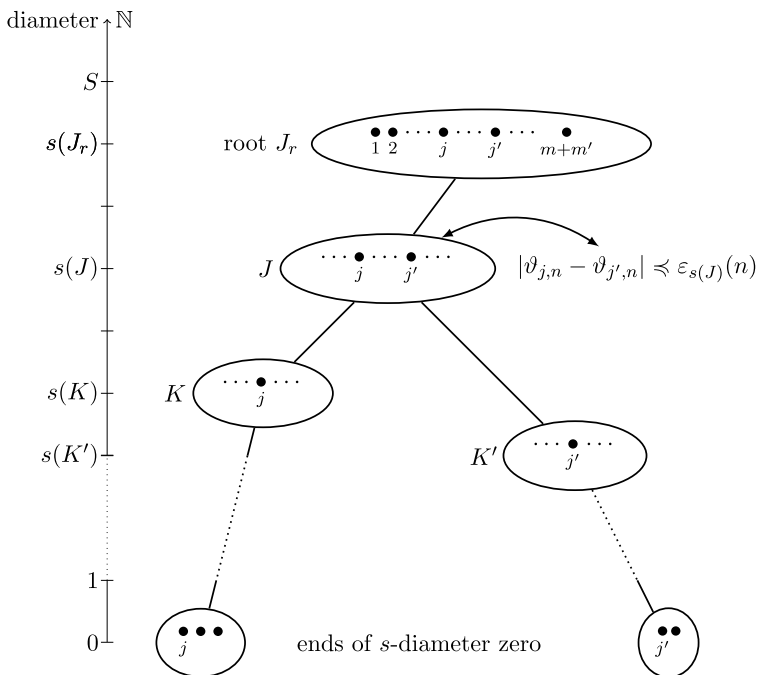 diameter ℕ
S
s(J_r) root J_r 1 2 ··· j ··· j′ ··· m+m′
s(J) J ··· j ··· j′ ··· |ϑ_{j,n} − ϑ_{j′,n}| ≼ ε_{s(J)}(n)
s(K) K ··· j ···
s(K′) K′ ··· j′ ···
1
0 j ends of s-diameter zero j′